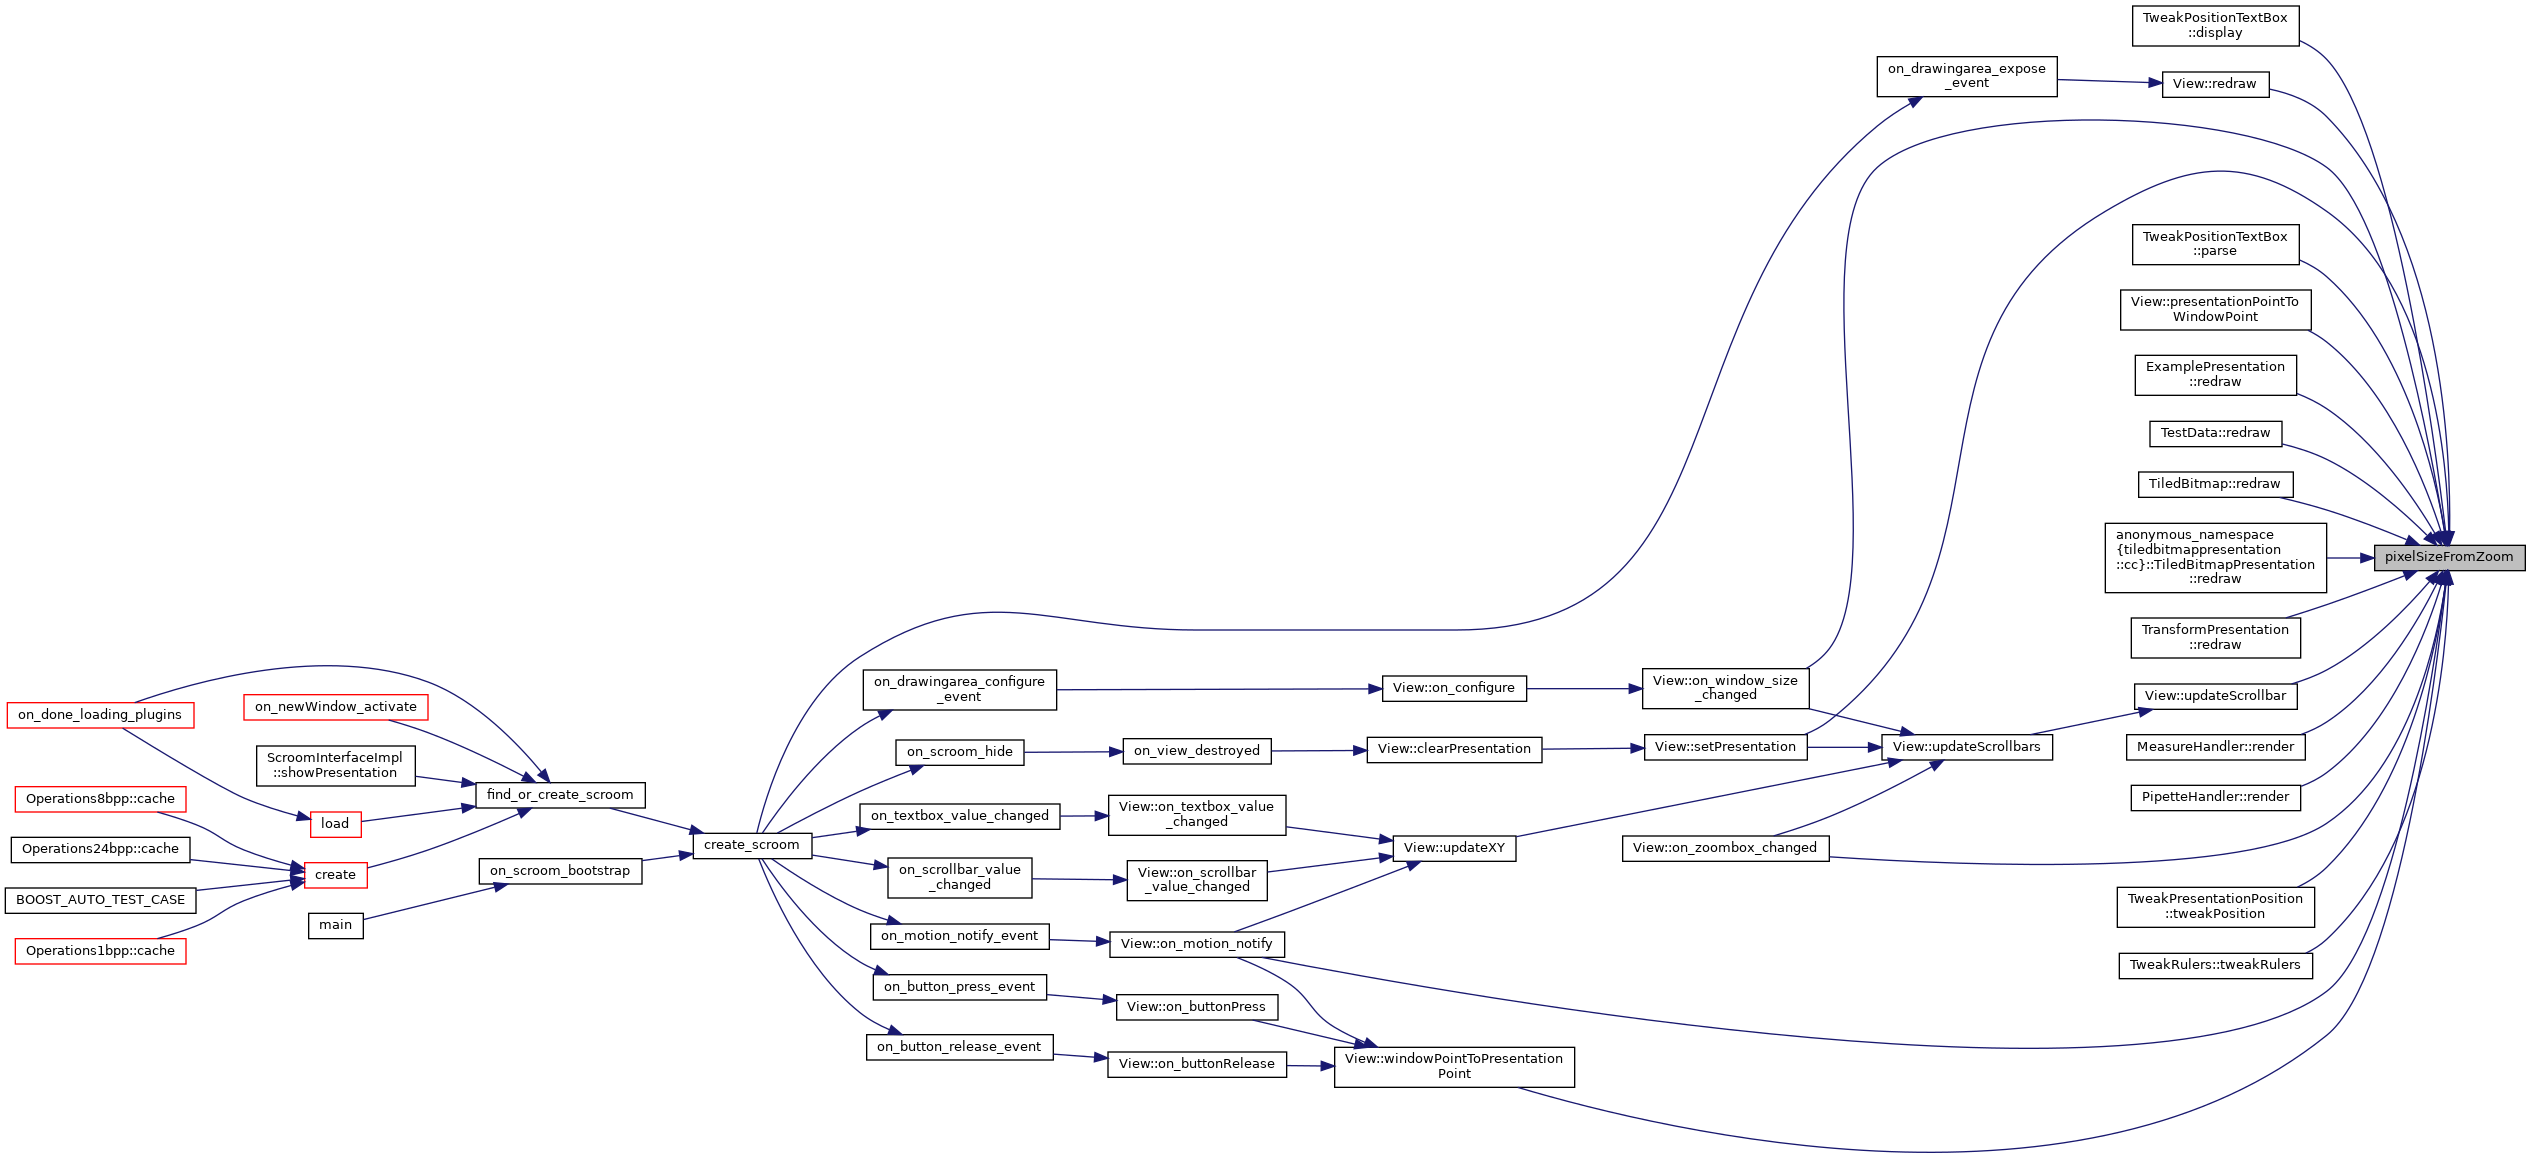 TweakPositionTextBox
::display
on_drawingarea_expose
_event
View::redraw
TweakPositionTextBox
::parse
View::presentationPointTo
WindowPoint
ExamplePresentation
::redraw
TestData::redraw
TiledBitmap::redraw
anonymous_namespace
{tiledbitmappresentation
::cc}::TiledBitmapPresentation
::redraw
pixelSizeFromZoom
TransformPresentation
::redraw
on_drawingarea_configure
_event
View::on_configure
View::on_window_size
_changed
View::updateScrollbar
on_done_loading_plugins
on_newWindow_activate
ScroomInterfaceImpl
::showPresentation
on_scroom_hide
on_view_destroyed
View::clearPresentation
View::setPresentation
View::updateScrollbars
MeasureHandler::render
Operations8bpp::cache
find_or_create_scroom
PipetteHandler::render
load
on_textbox_value_changed
View::on_textbox_value
_changed
Operations24bpp::cache
create_scroom
View::updateXY
View::on_zoombox_changed
create
on_scroom_bootstrap
on_scrollbar_value
_changed
View::on_scrollbar
_value_changed
BOOST_AUTO_TEST_CASE
TweakPresentationPosition
::tweakPosition
main
on_motion_notify_event
View::on_motion_notify
Operations1bpp::cache
TweakRulers::tweakRulers
on_button_press_event
View::on_buttonPress
on_button_release_event
View::on_buttonRelease
View::windowPointToPresentation
Point